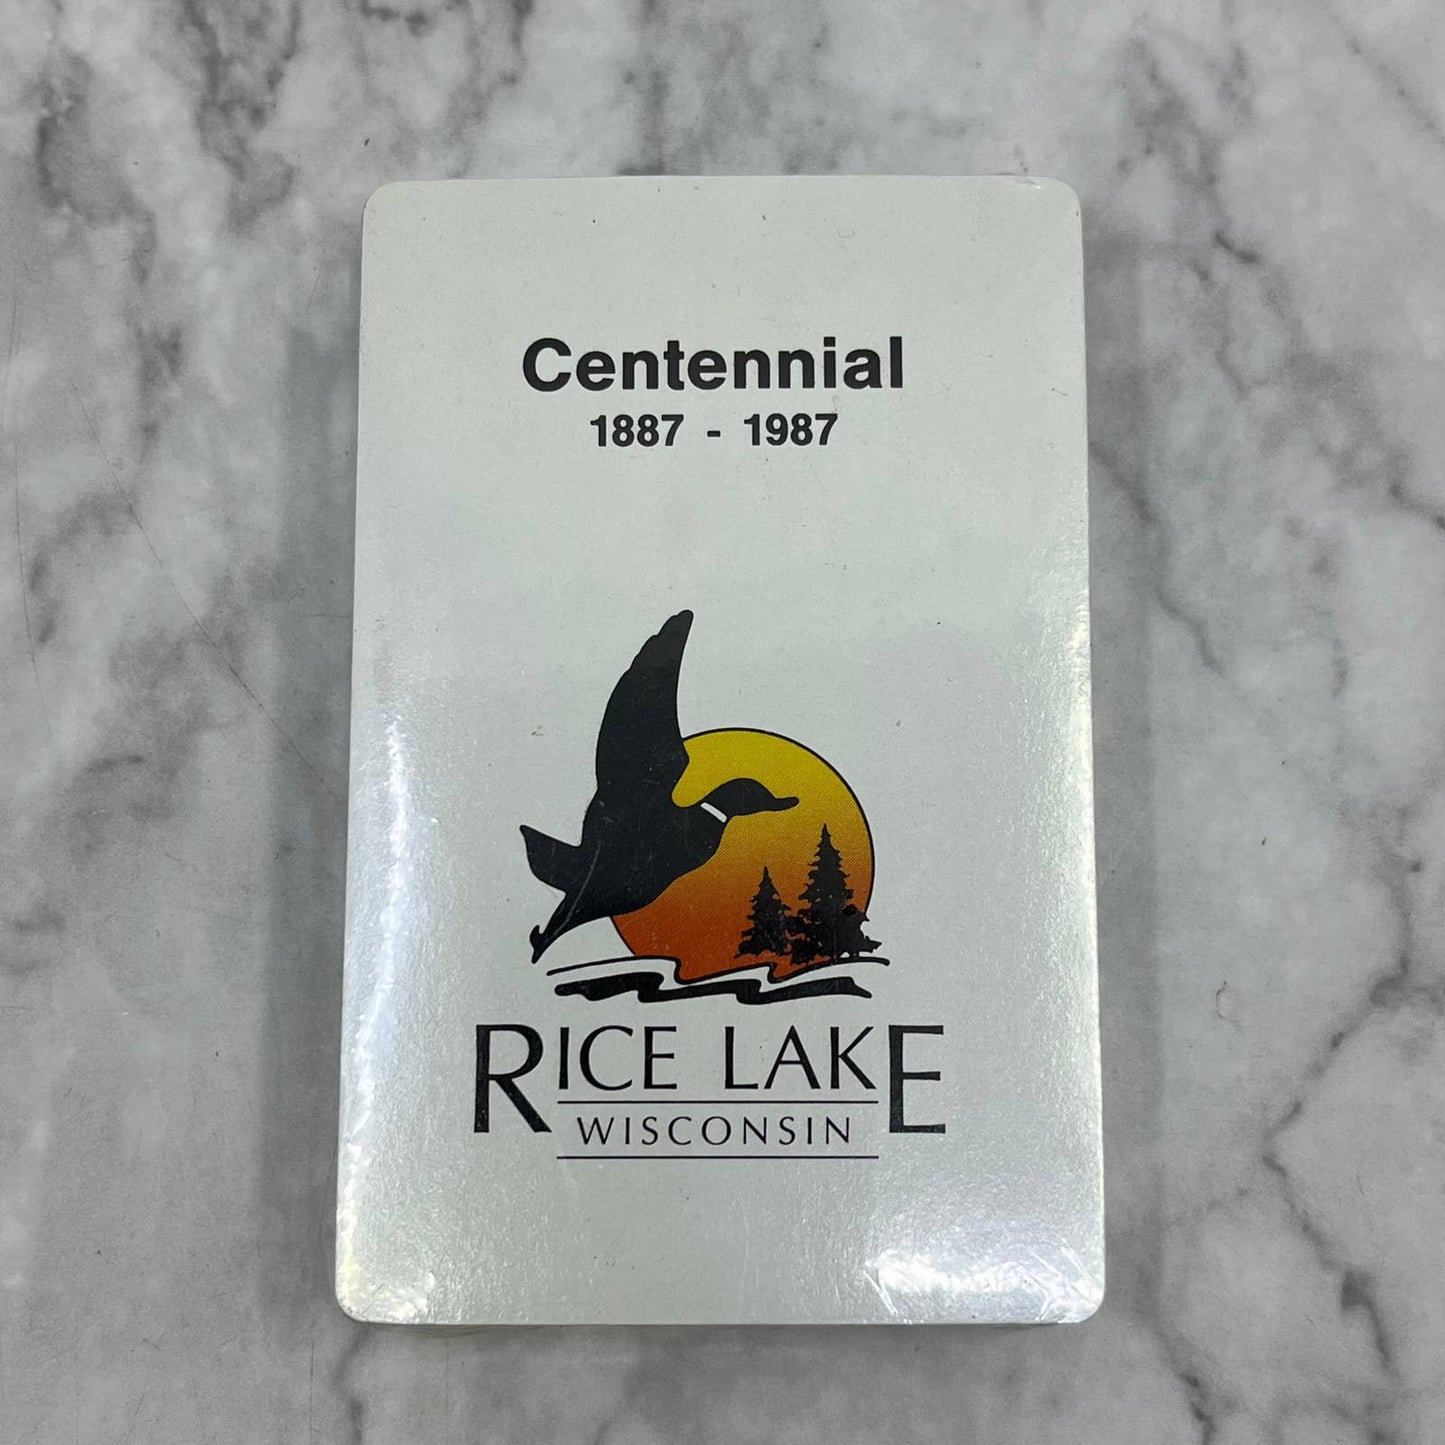 Centennial
1887 - 1987
RICE LAKE
WISCONSIN